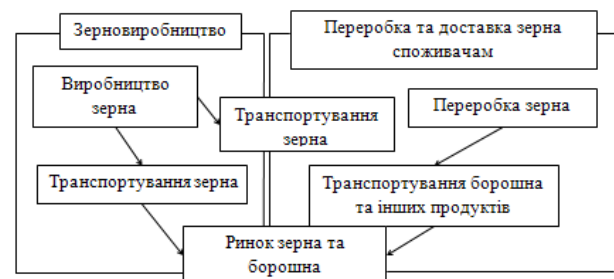 Зерновиробництво
Переробка та доставка зерна
споживачам
Виробництво
зерна
Транспортування
зерна
Переробка зерна
Транспортування зерна
Транспортування борошна
та інших продуктів
Ринок зерна та
борошна